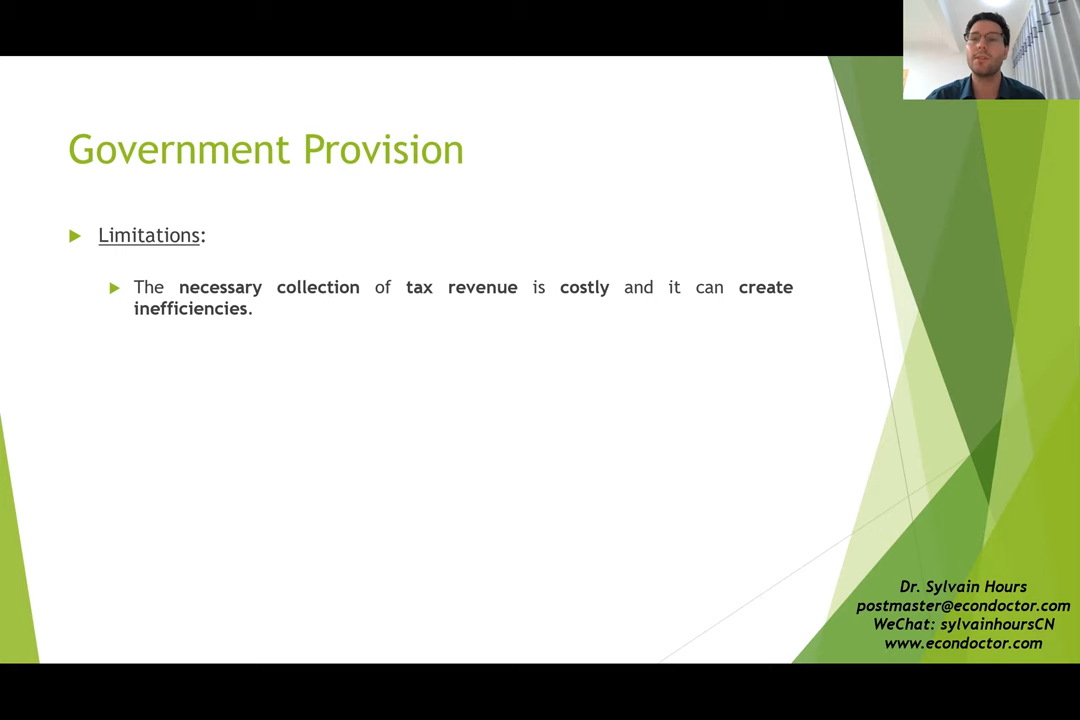 Government Provision
Limitations:
The necessary collection of tax revenue is costly and it can create
inefficiencies.
Dr. Sylvain Hours
postmaster@econdoctor.com
WeChat: sylvainhoursCN
www.econdoctor.com